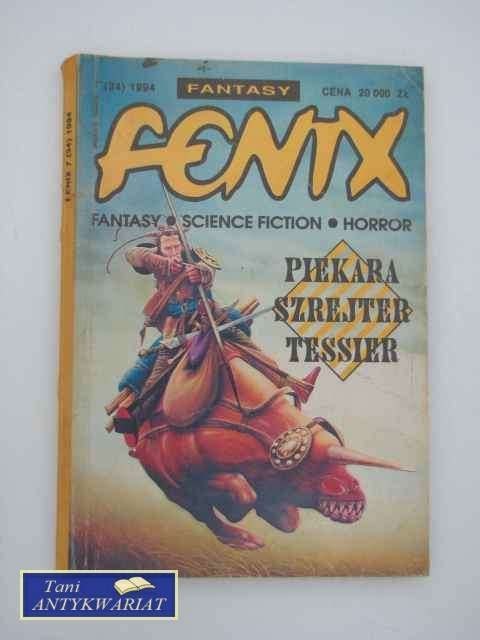 7(34) 1994
FANTASY
CENA 20 000 ZŁ
FENIX
FANTASY ● SCIENCE FICTION ● HORROR
PIEKARA
SZREJTER
TESSIER
FENIX 7 (34) 1994
Tani
ANTYKWARIAT